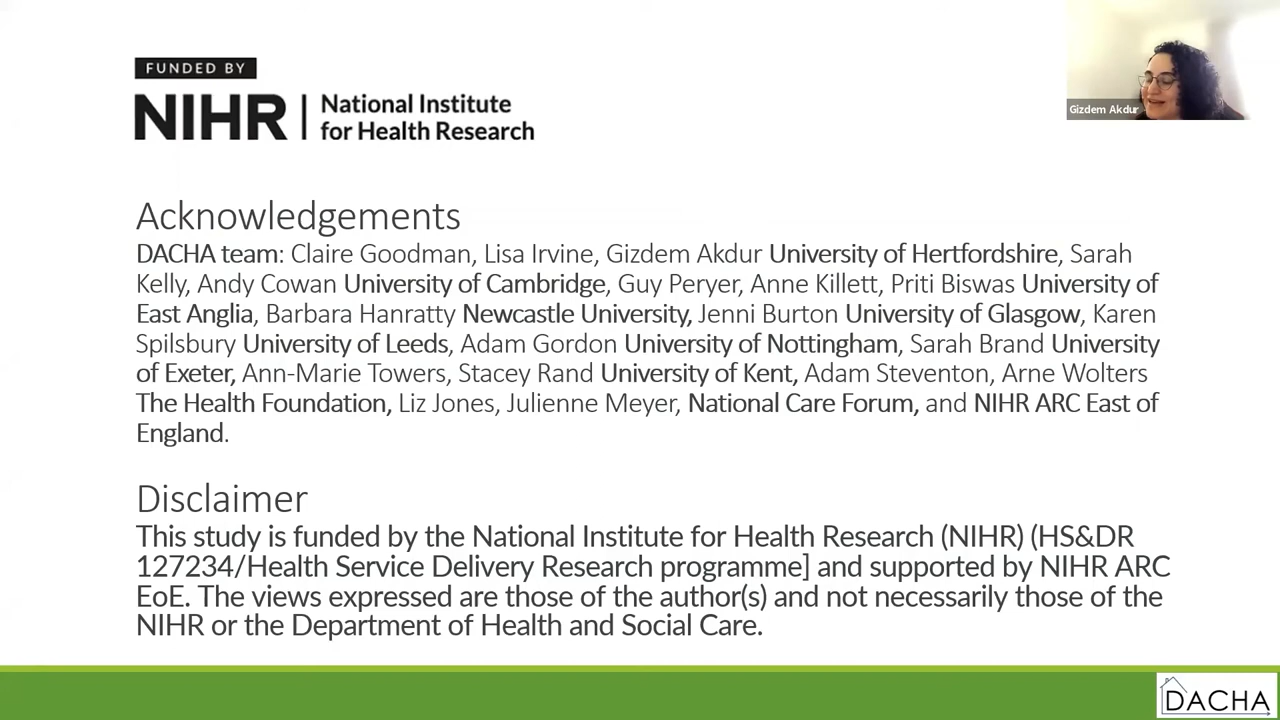 FUNDED BY
NIHR | National Institute
for Health Research
Gizdem Akdur
Acknowledgements
DACHA team: Claire Goodman, Lisa Irvine, Gizdem Akdur University of Hertfordshire, Sarah
Kelly, Andy Cowan University of Cambridge, Guy Peryer, Anne Killett, Priti Biswas University of
East Anglia, Barbara Hanratty Newcastle University, Jenni Burton University of Glasgow, Karen
Spilsbury University of Leeds, Adam Gordon University of Nottingham, Sarah Brand University
of Exeter, Ann-Marie Towers, Stacey Rand University of Kent, Adam Steventon, Arne Wolters
The Health Foundation, Liz Jones, Julienne Meyer, National Care Forum, and NIHR ARC East of
England.
Disclaimer
This study is funded by the National Institute for Health Research (NIHR) (HS&DR
127234/Health Service Delivery Research programme] and supported by NIHR ARC
EoE. The views expressed are those of the author(s) and not necessarily those of the
NIHR or the Department of Health and Social Care.
DACHA